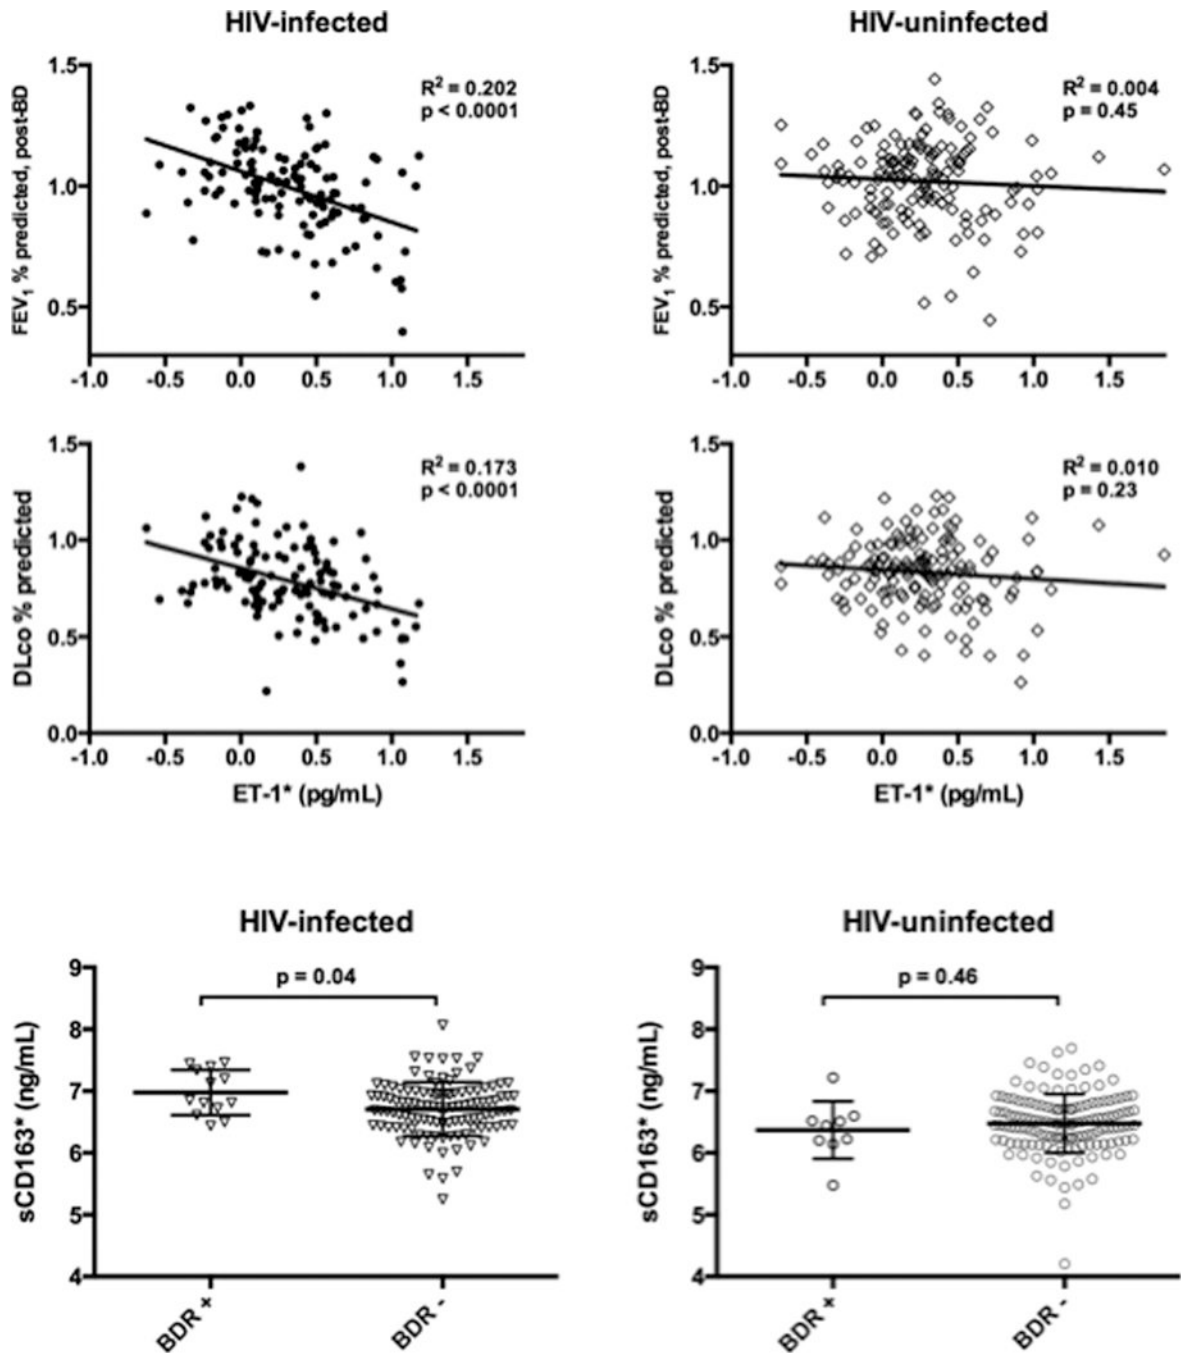 HIV-infected
HIV-uninfected
FEV1 % predicted, post-BD
1.5
1.0
0.5
R2 = 0.202
p < 0.0001
-1.0 -0.5 0.0 0.5 1.0 1.5
FEV1 % predicted, post-BD
1.5
1.0
0.5
R2 = 0.004
p = 0.45
-1.0 -0.5 0.0 0.5 1.0 1.5
DLco % predicted
1.5
1.0
0.5
0.0
R2 = 0.173
p < 0.0001
-1.0 -0.5 0.0 0.5 1.0 1.5
ET-1* (pg/mL)
DLco % predicted
1.5
1.0
0.5
0.0
R2 = 0.010
p = 0.23
-1.0 -0.5 0.0 0.5 1.0 1.5
ET-1* (pg/mL)
HIV-infected
sCD163* (ng/mL)
9
8
7
6
5
4
p = 0.04
BDR +
BDR -
HIV-uninfected
sCD163* (ng/mL)
9
8
7
6
5
4
p = 0.46
BDR +
BDR -